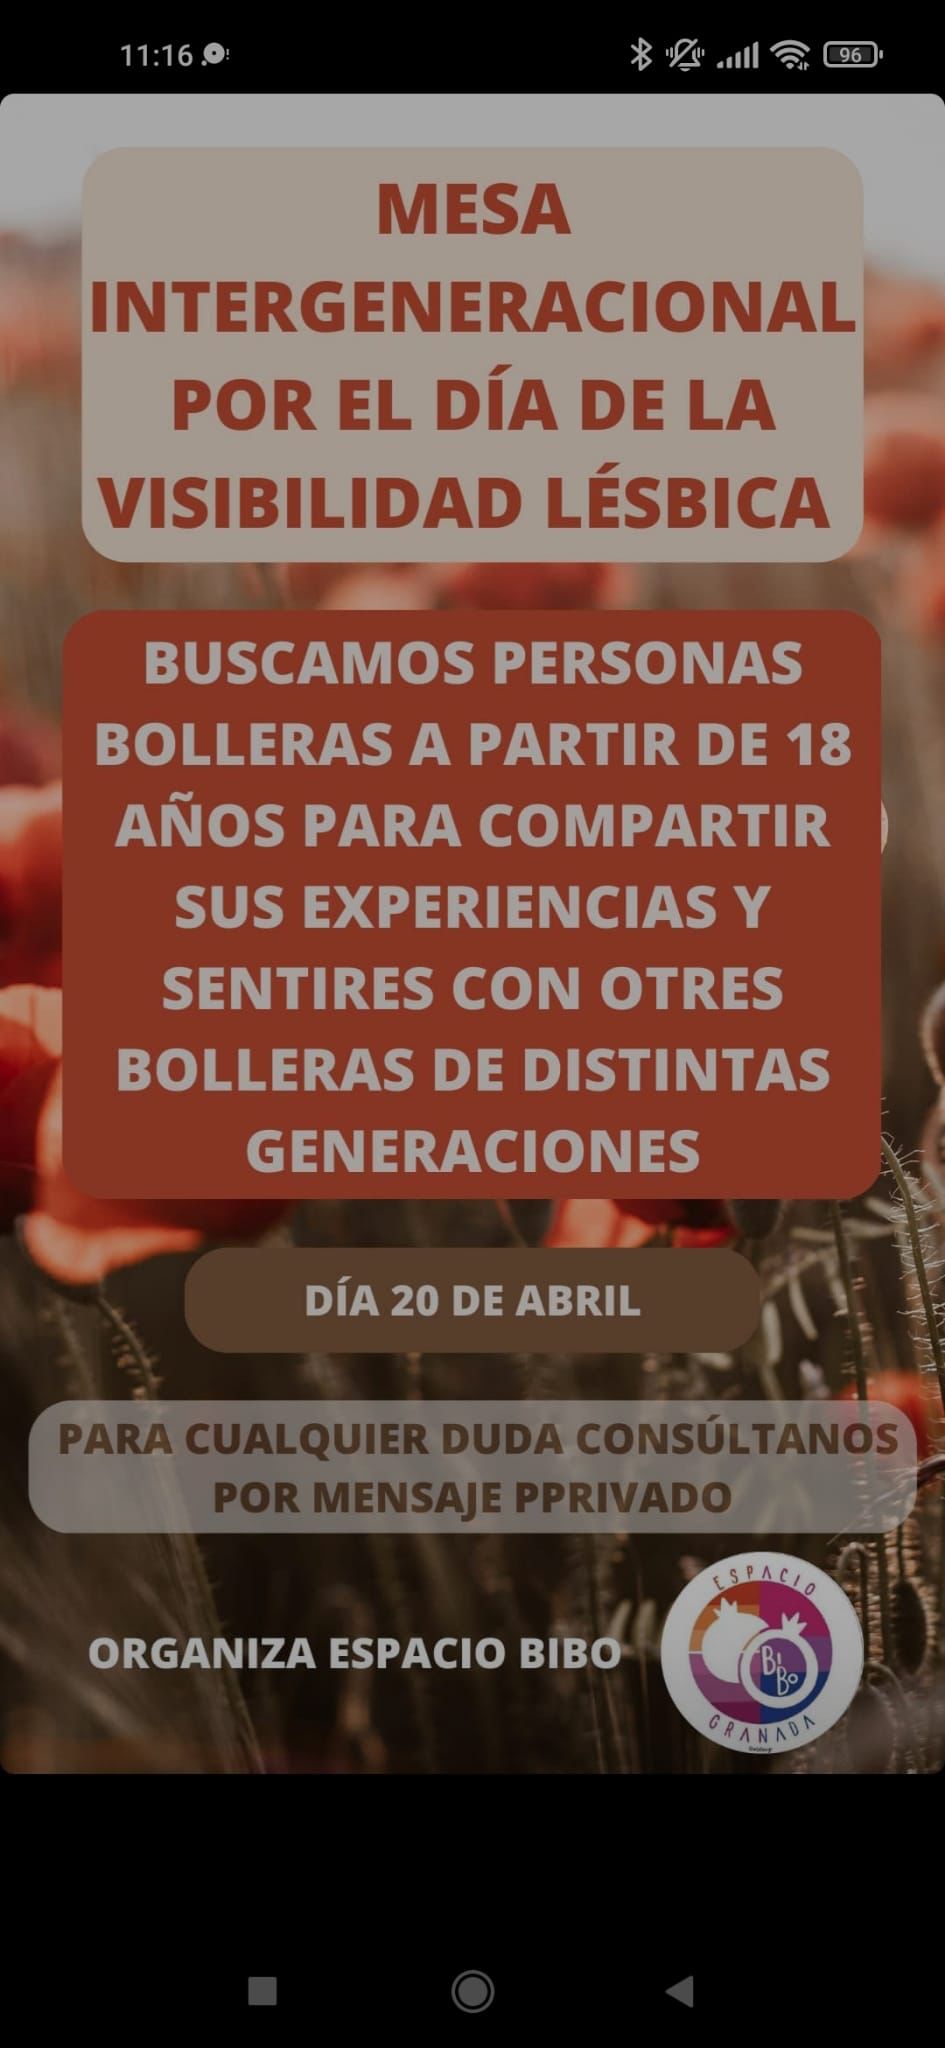 11:16
96
MESA
INTERGENERACIONAL
POR EL DÍA DE LA
VISIBILIDAD LÉSBICA
BUSCAMOS PERSONAS
BOLLERAS A PARTIR DE 18
AÑOS PARA COMPARTIR
SUS EXPERIENCIAS Y
SENTIRES CON OTRES
BOLLERAS DE DISTINTAS
GENERACIONES
DÍA 20 DE ABRIL
PARA CUALQUIER DUDA CONSÚLTANOS
POR MENSAJE PPRIVADO
ORGANIZA ESPACIO BIBO
ESPACIO
BIBO
GRANADA